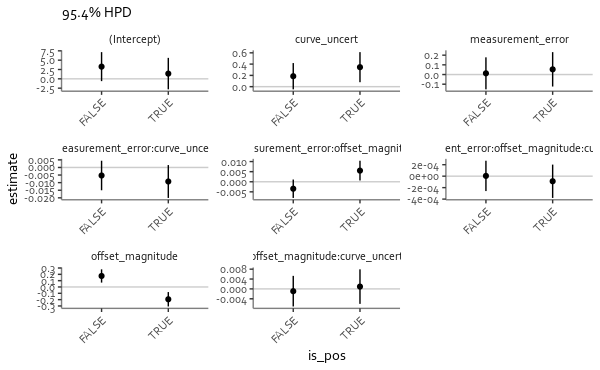 95.4% HPD
(Intercept) curve_uncert measurement_error
7.5 5.0 2.5 0.0 -2.5
0.6 0.4 0.2 0.0
0.2 0.1 0.0 -0.1
FALSE TRUE FALSE TRUE FALSE TRUE
easurement_error:curve_unce surement_error:offset_magnit ent_error:offset_magnitude:cu
0.005 0.000 -0.005 -0.010 -0.015 -0.020
0.010 0.005 0.000 -0.005
2e-04 0e+00 -2e-04 -4e-04
FALSE TRUE FALSE TRUE FALSE TRUE
offset_magnitude offset_magnitude:curve_uncert
0.3 0.2 0.1 0.0 -0.1 -0.2 -0.3
0.008 0.004 0.000 -0.004
FALSE TRUE FALSE TRUE
estimate
is_pos